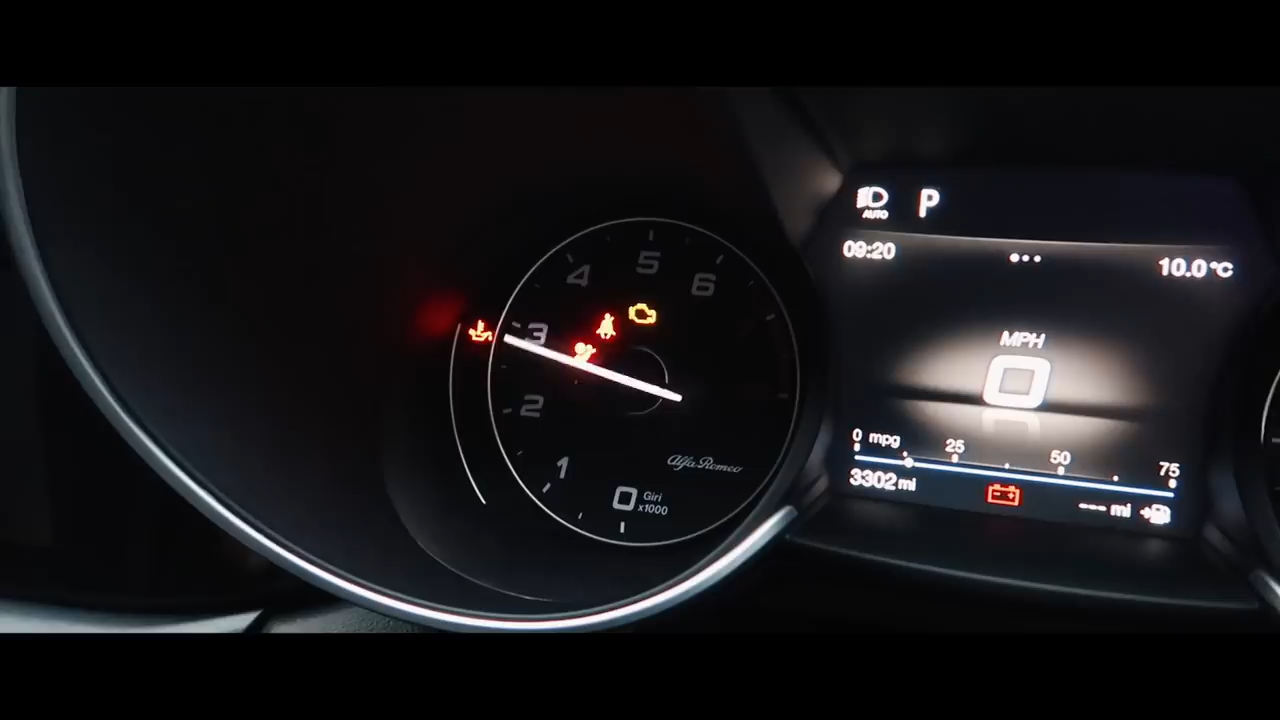 AUTO P
09:20
10.0°C
MPH
0
0 mpg 25 50 75
3302 mi
--- mi
6
5
4
3
2
1
0 Giri
x1000
Alfa Romeo